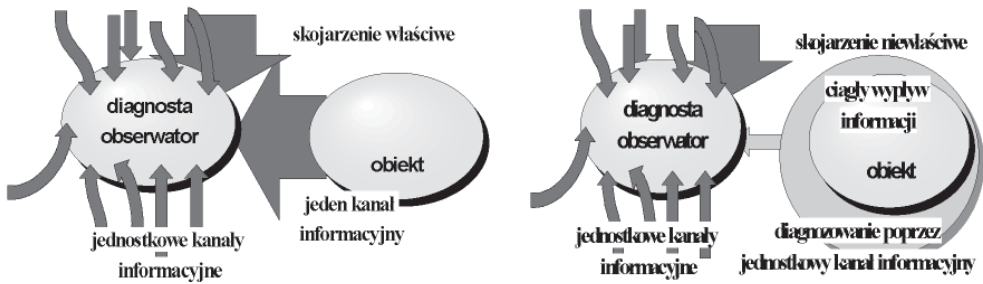 skojarzenie właściwe
diagnosta
obserwator
obiekt
jeden kanał
informacyjny
jednostkowe kanały
informacyjne
skojarzenie niewłaściwe
ciągły wypływ
informacji
diagnosta
obserwator
obiekt
jednostkowe kanały
informacyjne
diagnozowanie poprzez
jednostkowy kanał informacyjny